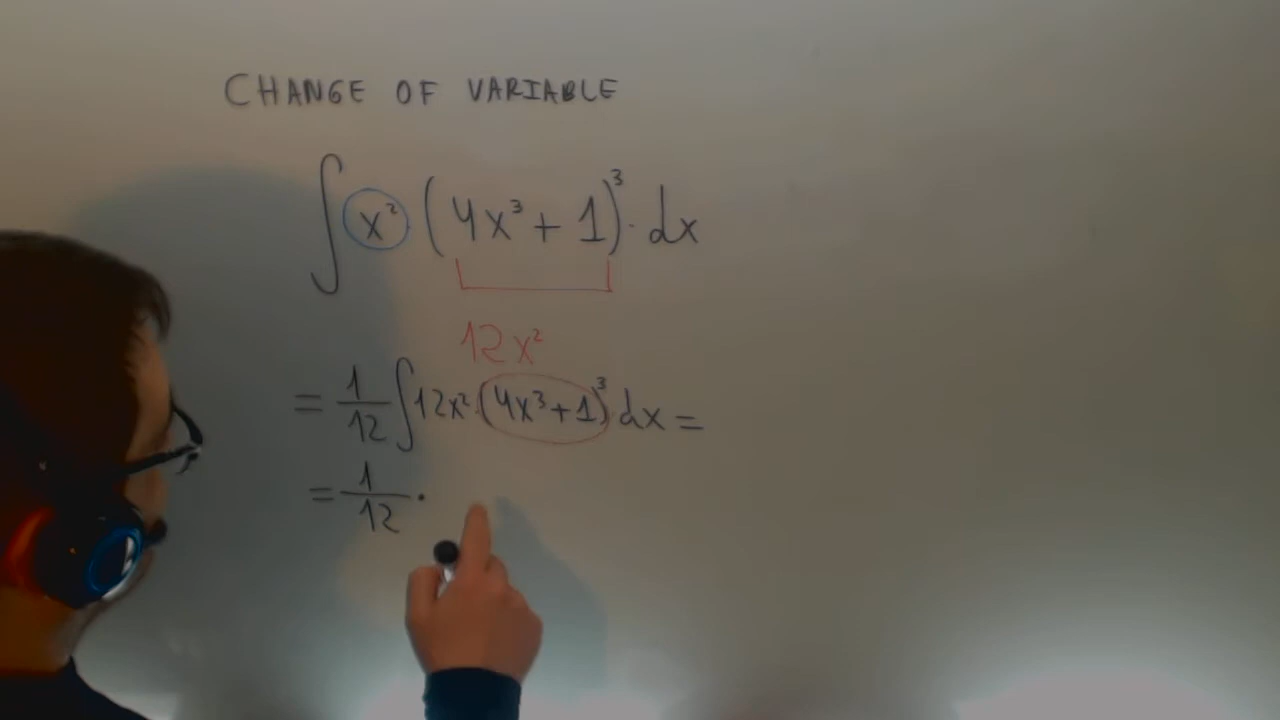 CHANGE OF VARIABLE
∫ x² (4x³ + 1)³ · dx
12x²
= 1/12 ∫ 12x² · (4x³ + 1)³ dx =
= 1/12 ·